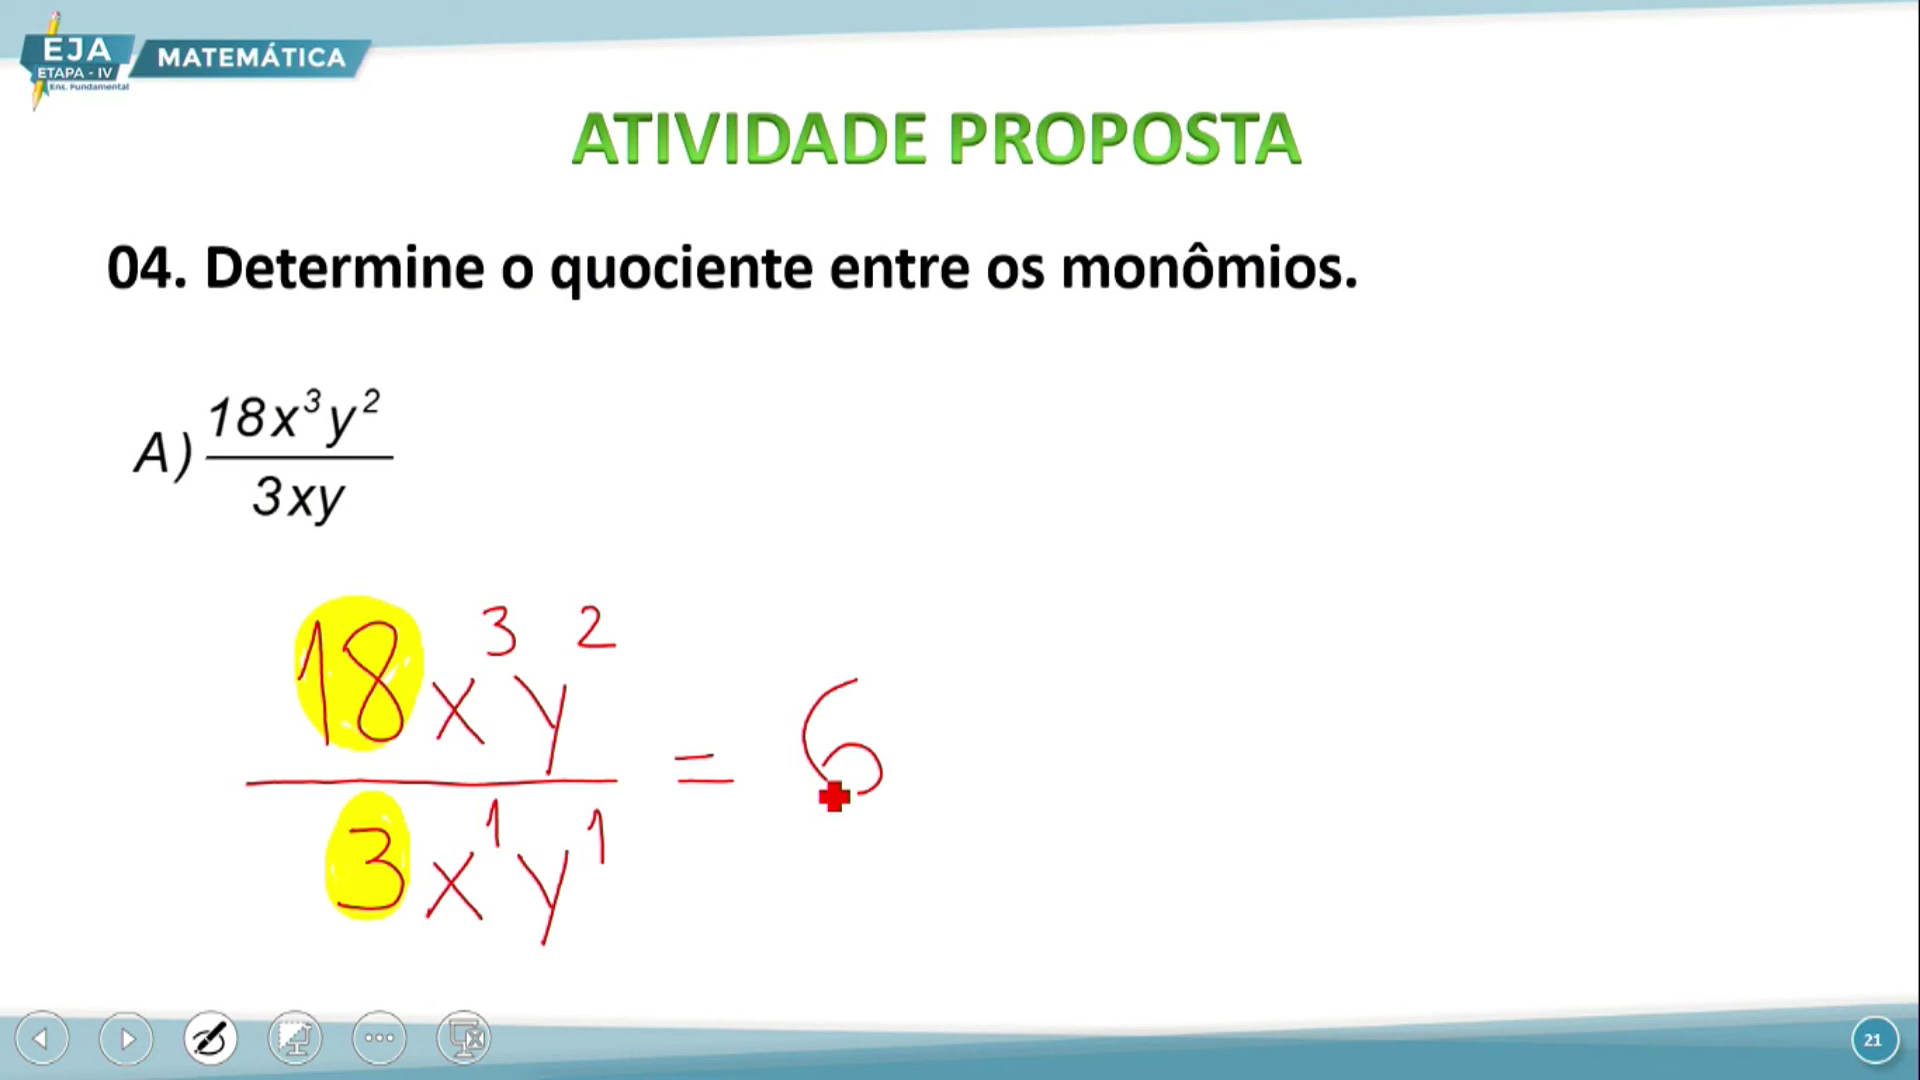 EJA
ETAPA - IV
Ens. Fundamental
MATEMÁTICA
ATIVIDADE PROPOSTA
04. Determine o quociente entre os monômios.
18x³y²
A)
3xy
18x³y²
= 6
3x¹y¹
21